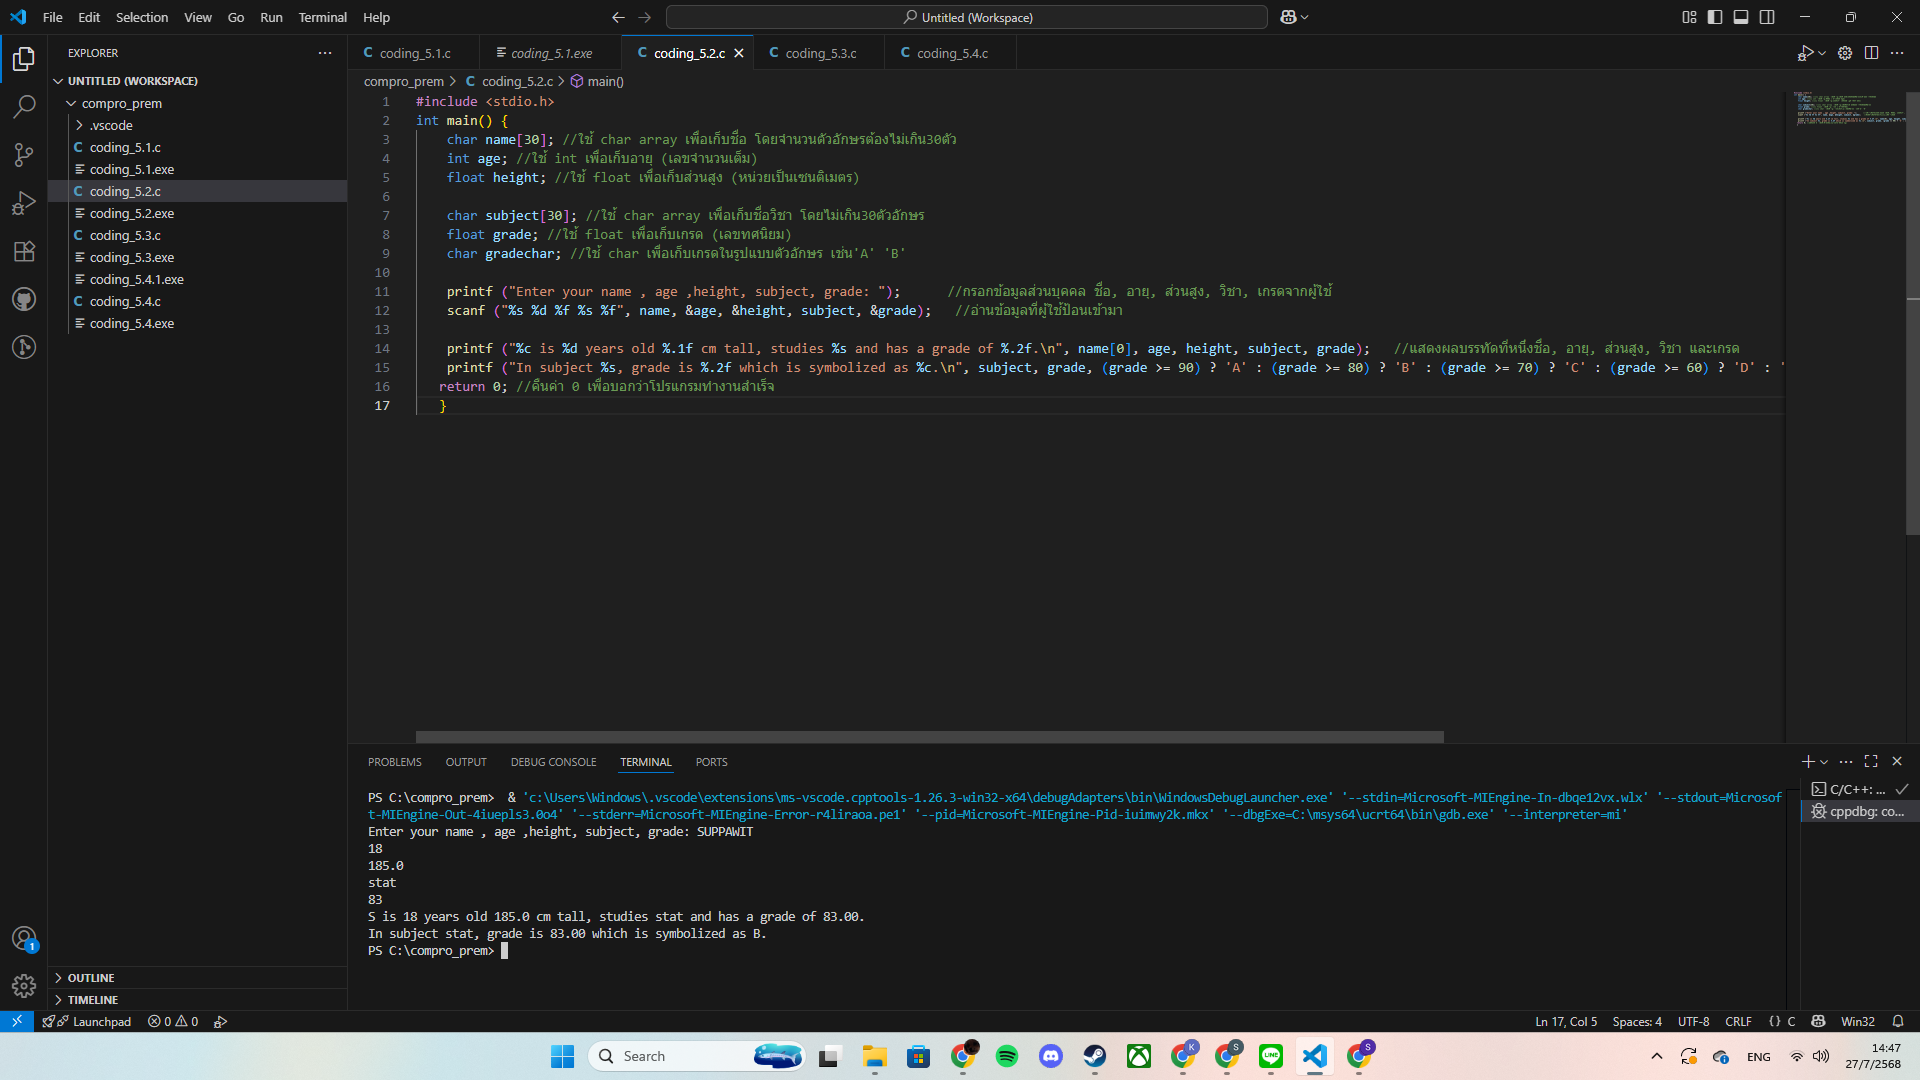 File Edit Selection View Go Run Terminal Help
Untitled (Workspace)
EXPLORER
UNTITLED (WORKSPACE)
compro_prem
.vscode
C coding_5.1.c
coding_5.1.exe
C coding_5.2.c
coding_5.2.exe
C coding_5.3.c
coding_5.3.exe
coding_5.4.1.exe
C coding_5.4.c
coding_5.4.exe
OUTLINE
TIMELINE
C coding_5.1.c coding_5.1.exe C coding_5.2.c C coding_5.3.c C coding_5.4.c
compro_prem > C coding_5.2.c > main()
1 #include <stdio.h>
2 int main() {
3 char name[30]; //ใช้ char array เพื่อเก็บชื่อ โดยจำนวนตัวอักษรต้องไม่เกิน30ตัว
4 int age; //ใช้ int เพื่อเก็บอายุ (เลขจำนวนเต็ม)
5 float height; //ใช้ float เพื่อเก็บส่วนสูง (หน่วยเป็นเซนติเมตร)
6
7 char subject[30]; //ใช้ char array เพื่อเก็บชื่อวิชา โดยไม่เกิน30ตัวอักษร
8 float grade; //ใช้ float เพื่อเก็บเกรด (เลขทศนิยม)
9 char gradechar; //ใช้ char เพื่อเก็บเกรดในรูปแบบตัวอักษร เช่น'A' 'B'
10
11 printf ("Enter your name , age ,height, subject, grade: "); //กรอกข้อมูลส่วนบุคคล ชื่อ, อายุ, ส่วนสูง, วิชา, เกรดจากผู้ใช้
12 scanf ("%s %d %f %s %f", name, &age, &height, subject, &grade); //อ่านข้อมูลที่ผู้ใช้ป้อนเข้ามา
13
14 printf ("%c is %d years old %.1f cm tall, studies %s and has a grade of %.2f.\n", name[0], age, height, subject, grade); //แสดงผลบรรทัดที่หนึ่งชื่อ, อายุ, ส่วนสูง, วิชา และเกรด
15 printf ("In subject %s, grade is %.2f which is symbolized as %c.\n", subject, grade, (grade >= 90) ? 'A' : (grade >= 80) ? 'B' : (grade >= 70) ? 'C' : (grade >= 60) ? 'D' : '
16 return 0; //คืนค่า 0 เพื่อบอกว่าโปรแกรมทำงานสำเร็จ
17 }
PROBLEMS OUTPUT DEBUG CONSOLE TERMINAL PORTS
PS C:\compro_prem> & 'c:\Users\Windows\.vscode\extensions\ms-vscode.cpptools-1.26.3-win32-x64\debugAdapters\bin\WindowsDebugLauncher.exe' '--stdin=Microsoft-MIEngine-In-dbqe12vx.wlx' '--stdout=Microsof
t-MIEngine-Out-4iuepls3.0o4' '--stderr=Microsoft-MIEngine-Error-r4liraoa.pe1' '--pid=Microsoft-MIEngine-Pid-iuimwy2k.mkx' '--dbgExe=C:\msys64\ucrt64\bin\gdb.exe' '--interpreter=mi'
Enter your name , age ,height, subject, grade: SUPPAWIT
18
185.0
stat
83
S is 18 years old 185.0 cm tall, studies stat and has a grade of 83.00.
In subject stat, grade is 83.00 which is symbolized as B.
PS C:\compro_prem>
C/C++: ...
cppdbg: co...
1
Launchpad 0 0
Ln 17, Col 5 Spaces: 4 UTF-8 CRLF {} C Win32
Search
K S S
LINE
ENG
14:47
27/7/2568